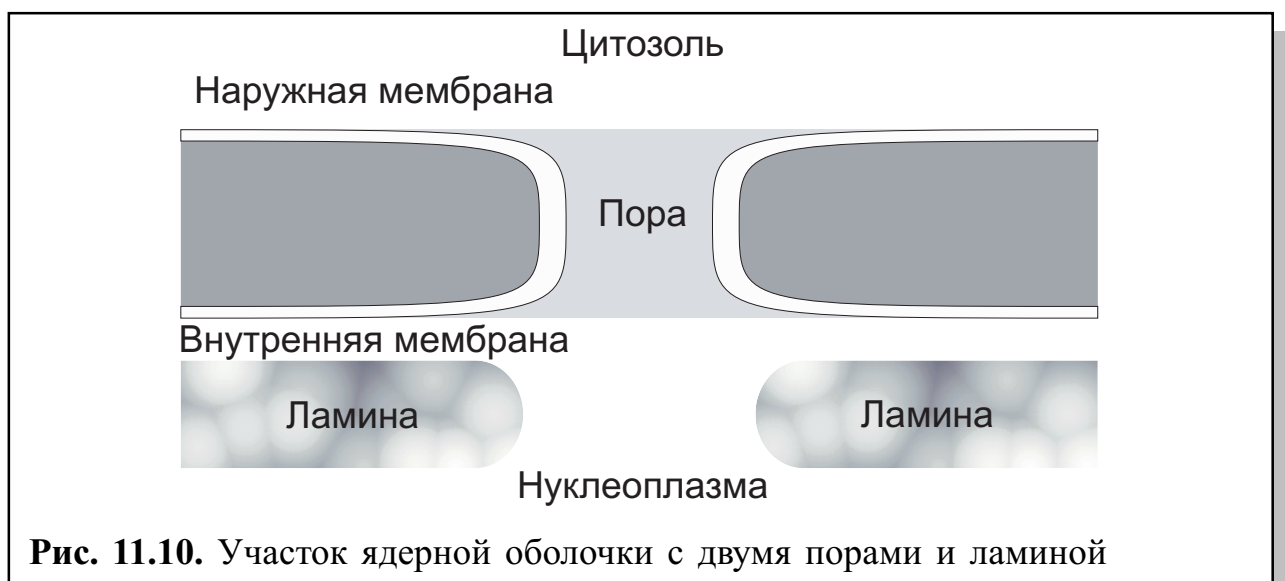 Цитозоль
Наружная мембрана
Пора
Внутренняя мембрана
Ламина Ламина
Нуклеоплазма
Рис. 11.10. Участок ядерной оболочки с двумя порами и ламиной